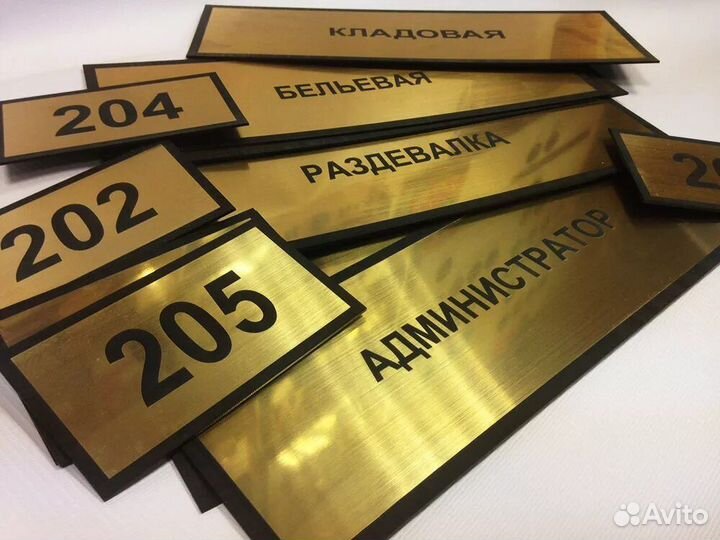 КЛАДОВАЯ
БЕЛЬЕВАЯ
204
РАЗДЕВАЛКА
202
АДМИНИСТРАТОР
205
Avito